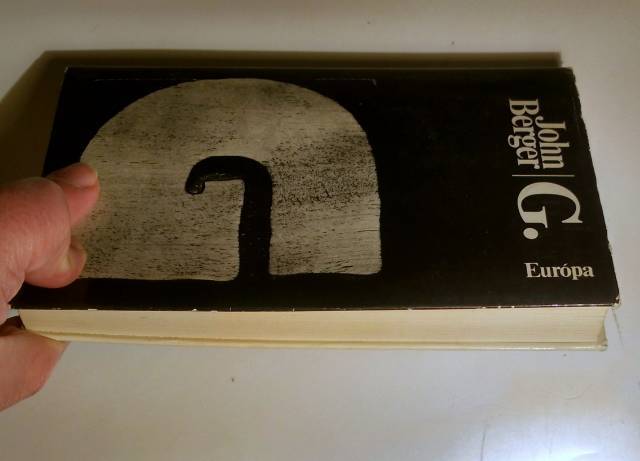 John
Berger
G.
Európa